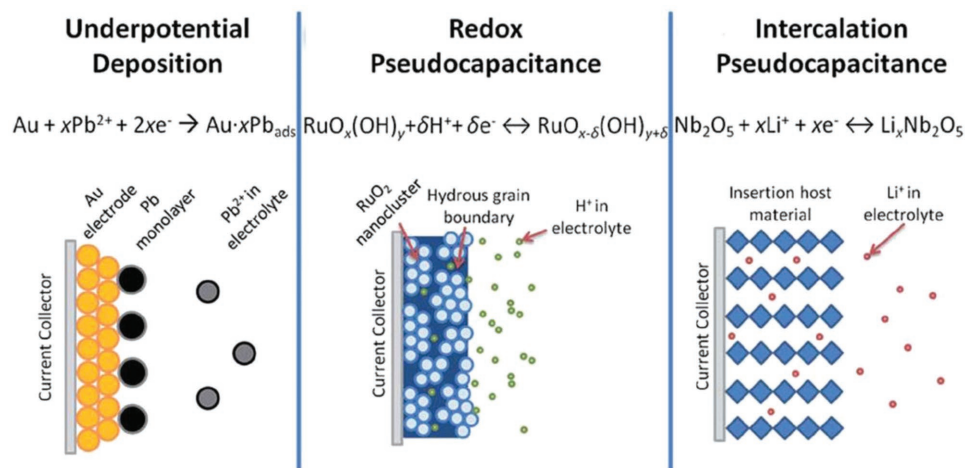 Underpotential
Deposition
Au + xPb²⁺ + 2xe⁻ → Au·xPb_ads
Au
electrode
Pb
monolayer
Pb²⁺ in
electrolyte
Current Collector
Redox
Pseudocapacitance
RuOₓ(OH)ᵧ + δH⁺ + δe⁻ ↔ RuOₓ₋δ(OH)ᵧ₊δ
RuO₂
nanocluster
Hydrous grain
boundary
H⁺ in
electrolyte
Current Collector
Intercalation
Pseudocapacitance
Nb₂O₅ + xLi⁺ + xe⁻ ↔ LiₓNb₂O₅
Insertion host
material
Li⁺ in
electrolyte
Current Collector